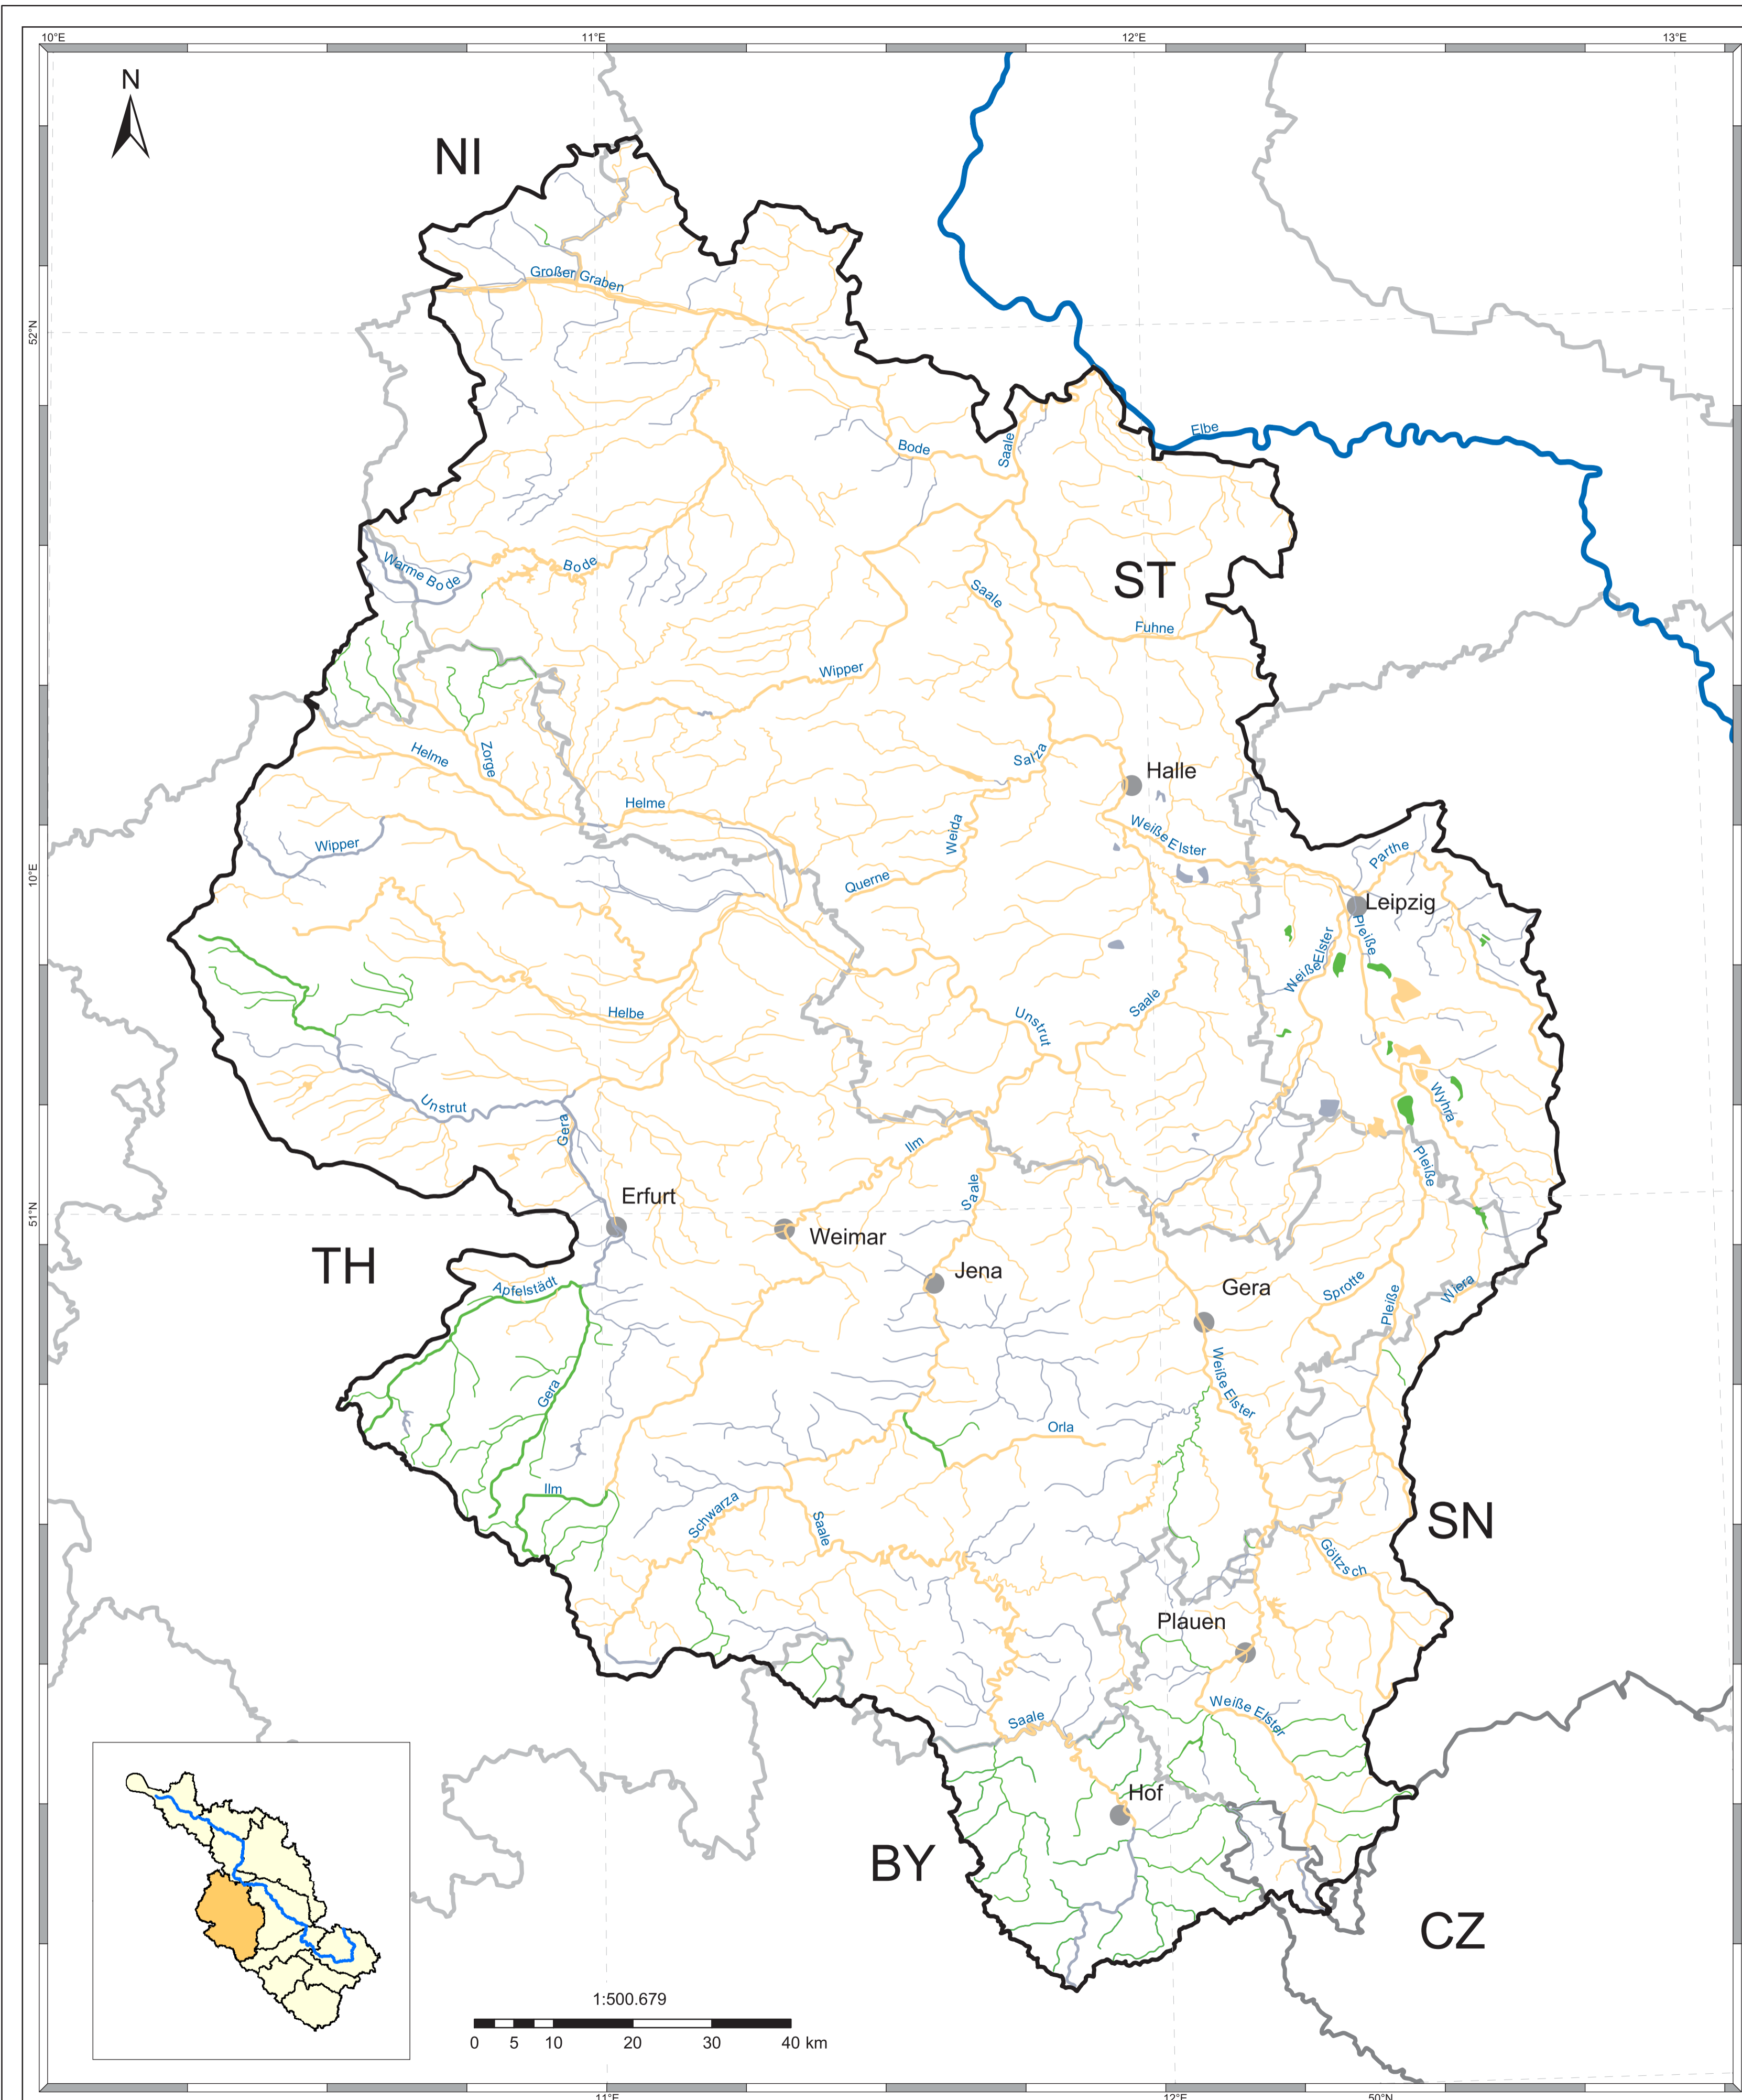 10°E
11°E
12°E
13°E
N
NI
Großer Graben
52°N
Elbe
Bode
Saale
Warme Bode
Bode
ST
Saale
Fuhne
Wipper
Helme
Zorge
Salza
Halle
Helme
Weida
Weiße Elster
Wipper
Parthe
10°E
Querne
Leipzig
Pleiße
Weiße Elster
Helbe
Unstrut
Saale
Unstrut
Wyhra
Gera
Ilm
Pleiße
Saale
Erfurt
51°N
Weimar
TH
Jena
Gera
Apfelstädt
Sprotte
Pleiße
Wiera
Gera
Weiße Elster
Orla
Ilm
Schwarza
Saale
SN
Göltzsch
Plauen
Weiße Elster
Saale
Hof
BY
CZ
1:500.679
0 5 10 20 30 40 km
11°E
12°E
50°N